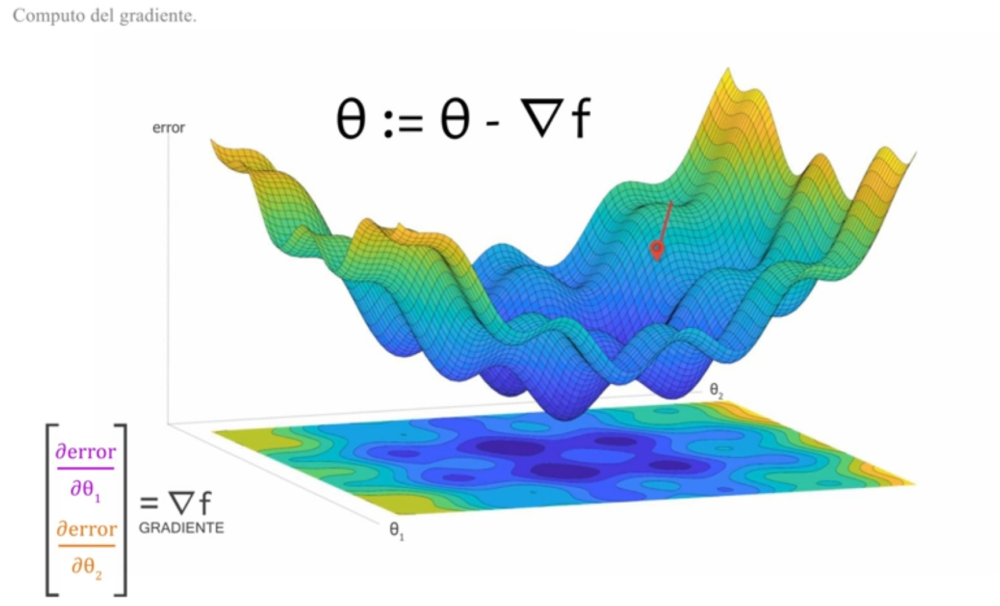 Computo del gradiente.
θ := θ - ∇f
error
θ₂
∂error
∂θ₁
= ∇f
GRADIENTE
∂error
∂θ₂
θ₁